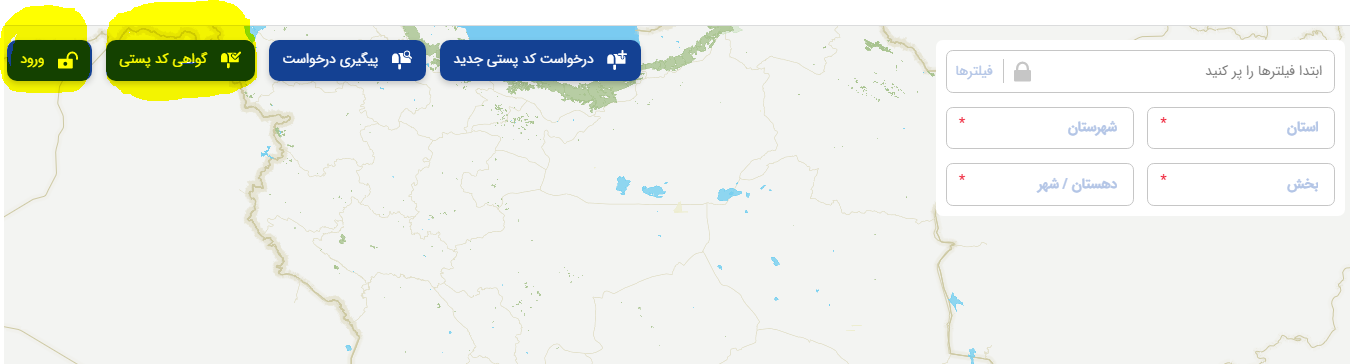 درخواست کد پستی جدید
پیگیری درخواست
گواهی کد پستی
ورود
ابتدا فیلترها را پر کنید
فیلترها
استان *
شهرستان *
بخش *
دهستان / شهر *